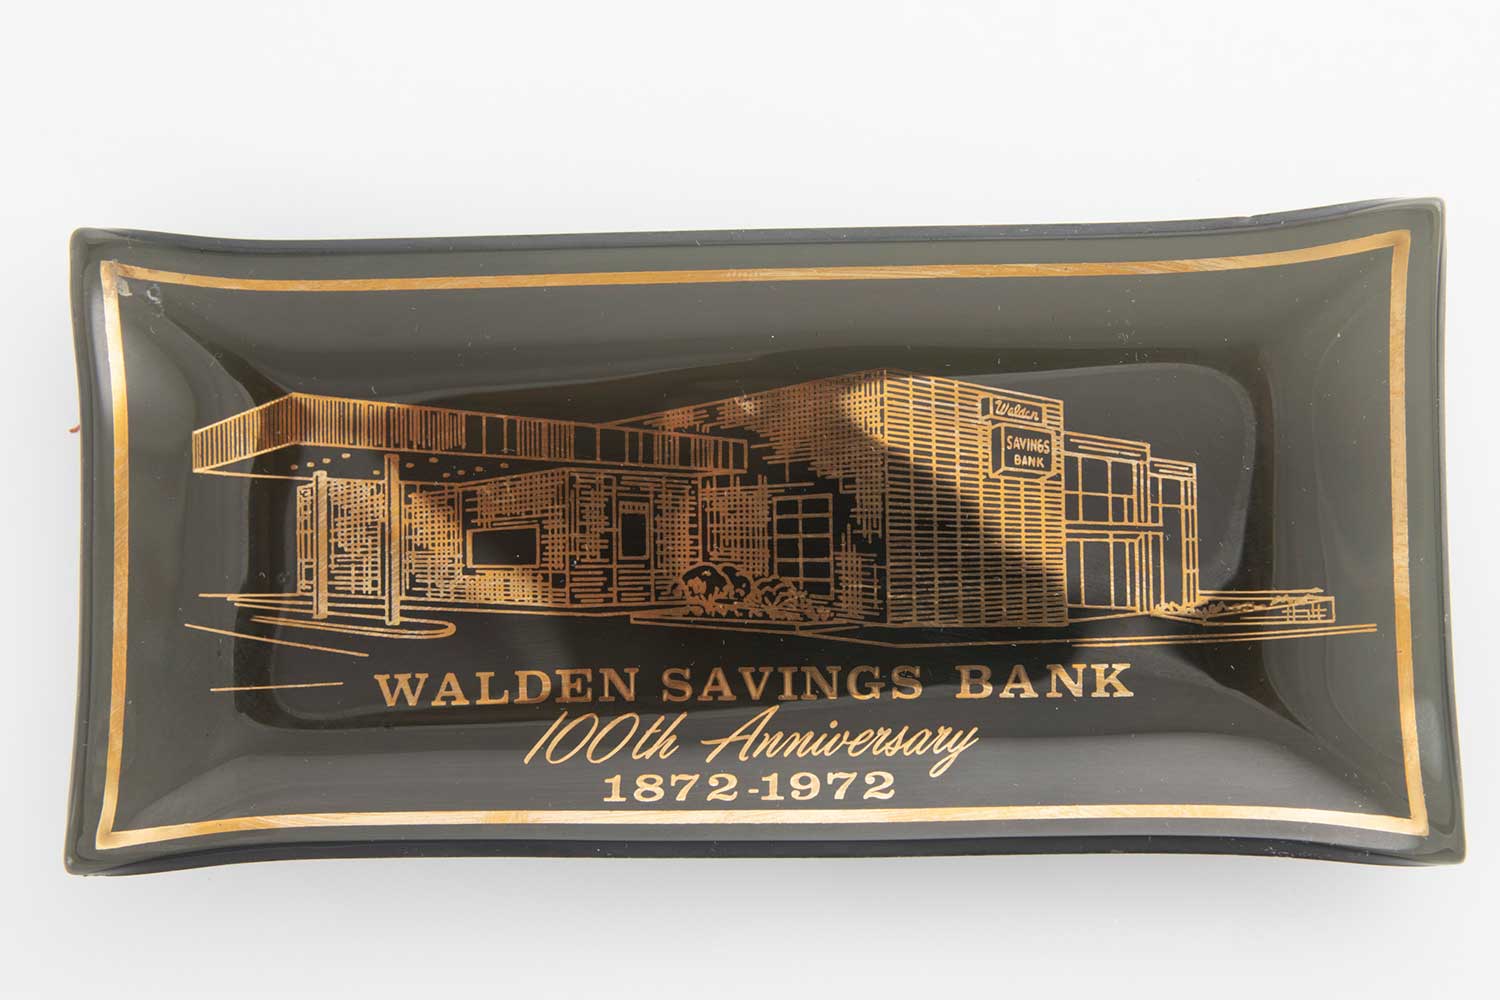 Walden
SAVINGS
BANK
WALDEN SAVINGS BANK
100th Anniversary
1872-1972